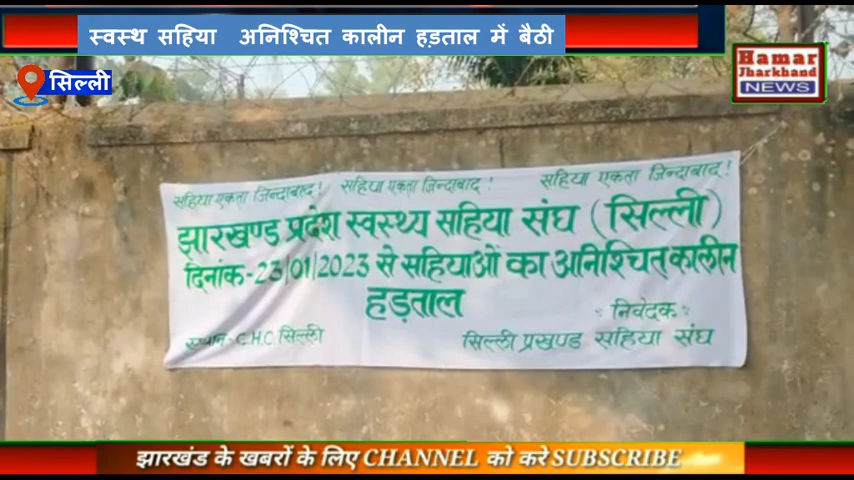 स्वस्थ सहिया अनिश्चित कालीन हड़ताल में बैठी
सिल्ली
Hamar
Jharkhand
NEWS
सहिया एकता जिन्दाबाद! सहिया एकता जिन्दाबाद! सहिया एकता जिन्दाबाद!
झारखण्ड प्रदेश स्वस्थ्य सहिया संघ (सिल्ली)
दिनांक-23/01/2023 से सहियाओं का अनिश्चित कालीन
हड़ताल
निवेदक
स्थान- C.H.C सिल्ली सिल्ली प्रखण्ड सहिया संघ
झारखंड के खबरों के लिए CHANNEL को करे SUBSCRIBE